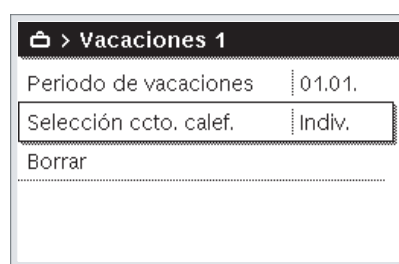 > Vacaciones 1
Periodo de vacaciones 01.01.
Selección ccto. calef. Indiv.
Borrar